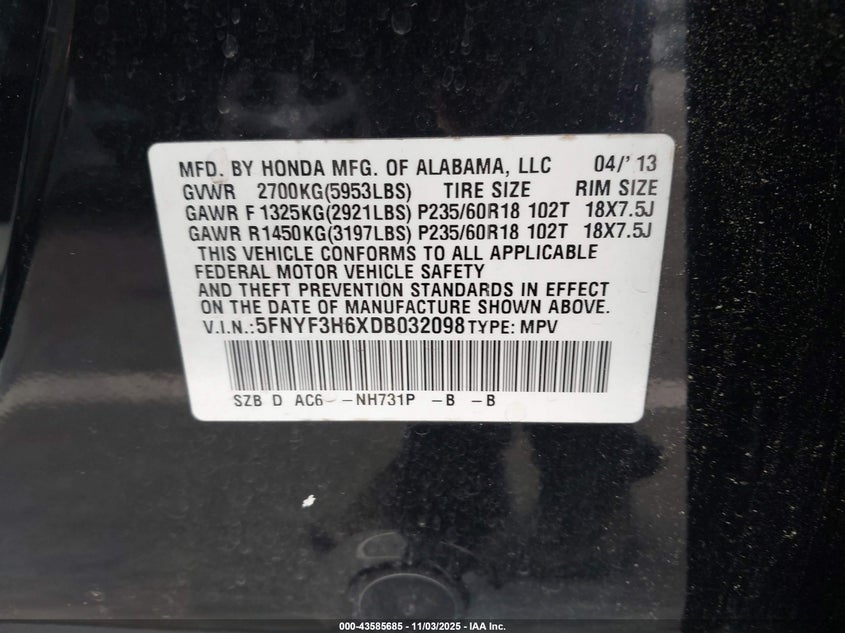 MFD. BY HONDA MFG. OF ALABAMA, LLC 04/'13
GVWR 2700KG(5953LBS) TIRE SIZE RIM SIZE
GAWR F 1325KG(2921LBS) P235/60R18 102T 18X7.5J
GAWR R1450KG(3197LBS) P235/60R18 102T 18X7.5J
THIS VEHICLE CONFORMS TO ALL APPLICABLE
FEDERAL MOTOR VEHICLE SAFETY
AND THEFT PREVENTION STANDARDS IN EFFECT
ON THE DATE OF MANUFACTURE SHOWN ABOVE.
V.I.N.:5FNYF3H6XDB032098 TYPE: MPV
SZB D AC6 -NH731P -B -B
000-43585685 - 11/03/2025 - IAA Inc.